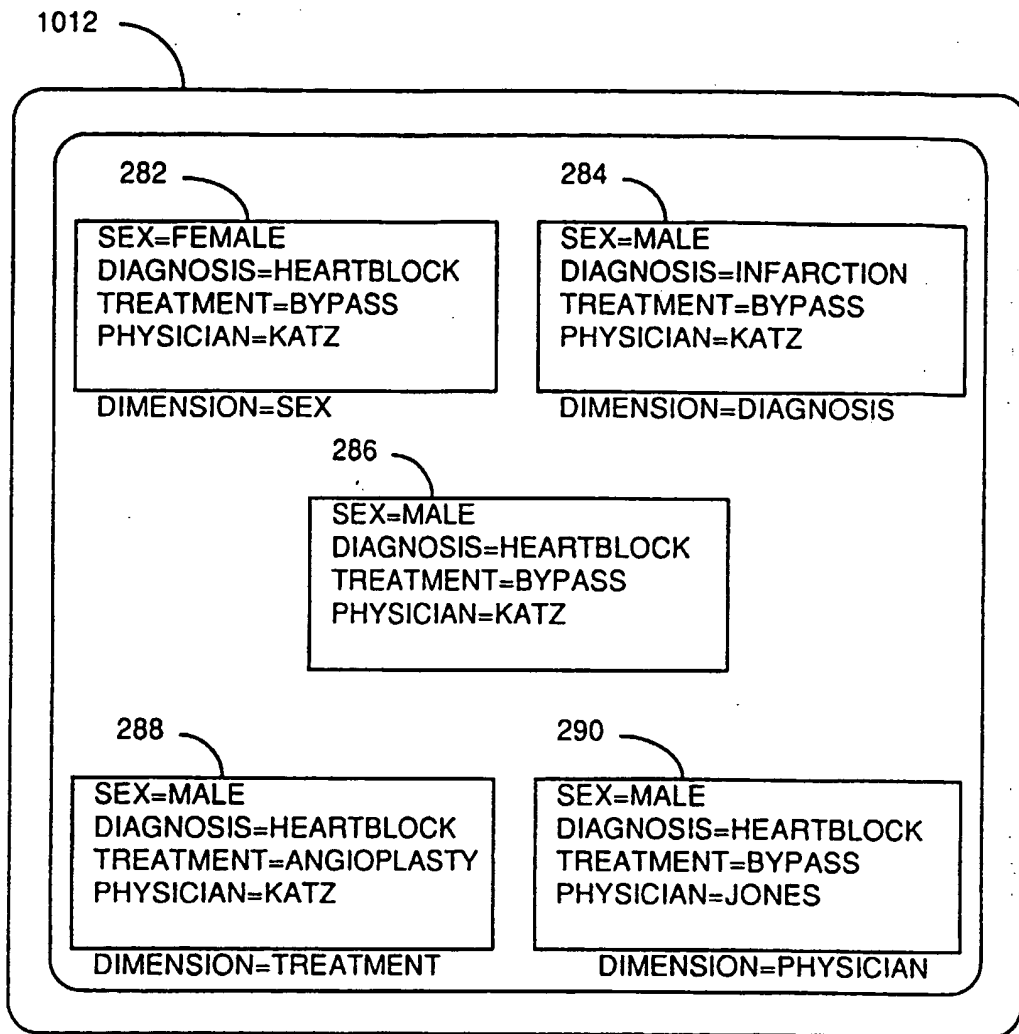 1012
282
SEX=FEMALE
DIAGNOSIS=HEARTBLOCK
TREATMENT=BYPASS
PHYSICIAN=KATZ
DIMENSION=SEX
284
SEX=MALE
DIAGNOSIS=INFARCTION
TREATMENT=BYPASS
PHYSICIAN=KATZ
DIMENSION=DIAGNOSIS
286
SEX=MALE
DIAGNOSIS=HEARTBLOCK
TREATMENT=BYPASS
PHYSICIAN=KATZ
288
SEX=MALE
DIAGNOSIS=HEARTBLOCK
TREATMENT=ANGIOPLASTY
PHYSICIAN=KATZ
DIMENSION=TREATMENT
290
SEX=MALE
DIAGNOSIS=HEARTBLOCK
TREATMENT=BYPASS
PHYSICIAN=JONES
DIMENSION=PHYSICIAN